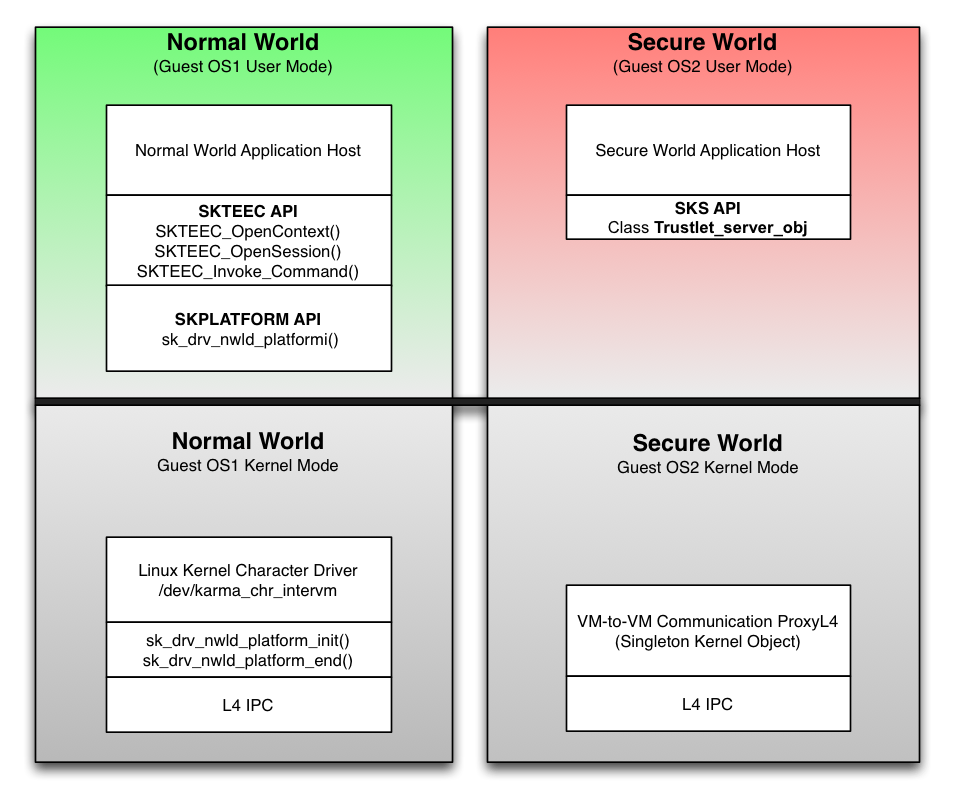 Normal World
(Guest OS1 User Mode)
Normal World Application Host
SKTEEC API
SKTEEC_OpenContext()
SKTEEC_OpenSession()
SKTEEC_Invoke_Command()
SKPLATFORM API
sk_drv_nwld_platformi()
Secure World
(Guest OS2 User Mode)
Secure World Application Host
SKS API
Class Trustlet_server_obj
Normal World
Guest OS1 Kernel Mode
Linux Kernel Character Driver
/dev/karma_chr_intervm
sk_drv_nwld_platform_init()
sk_drv_nwld_platform_end()
L4 IPC
Secure World
Guest OS2 Kernel Mode
VM-to-VM Communication ProxyL4
(Singleton Kernel Object)
L4 IPC